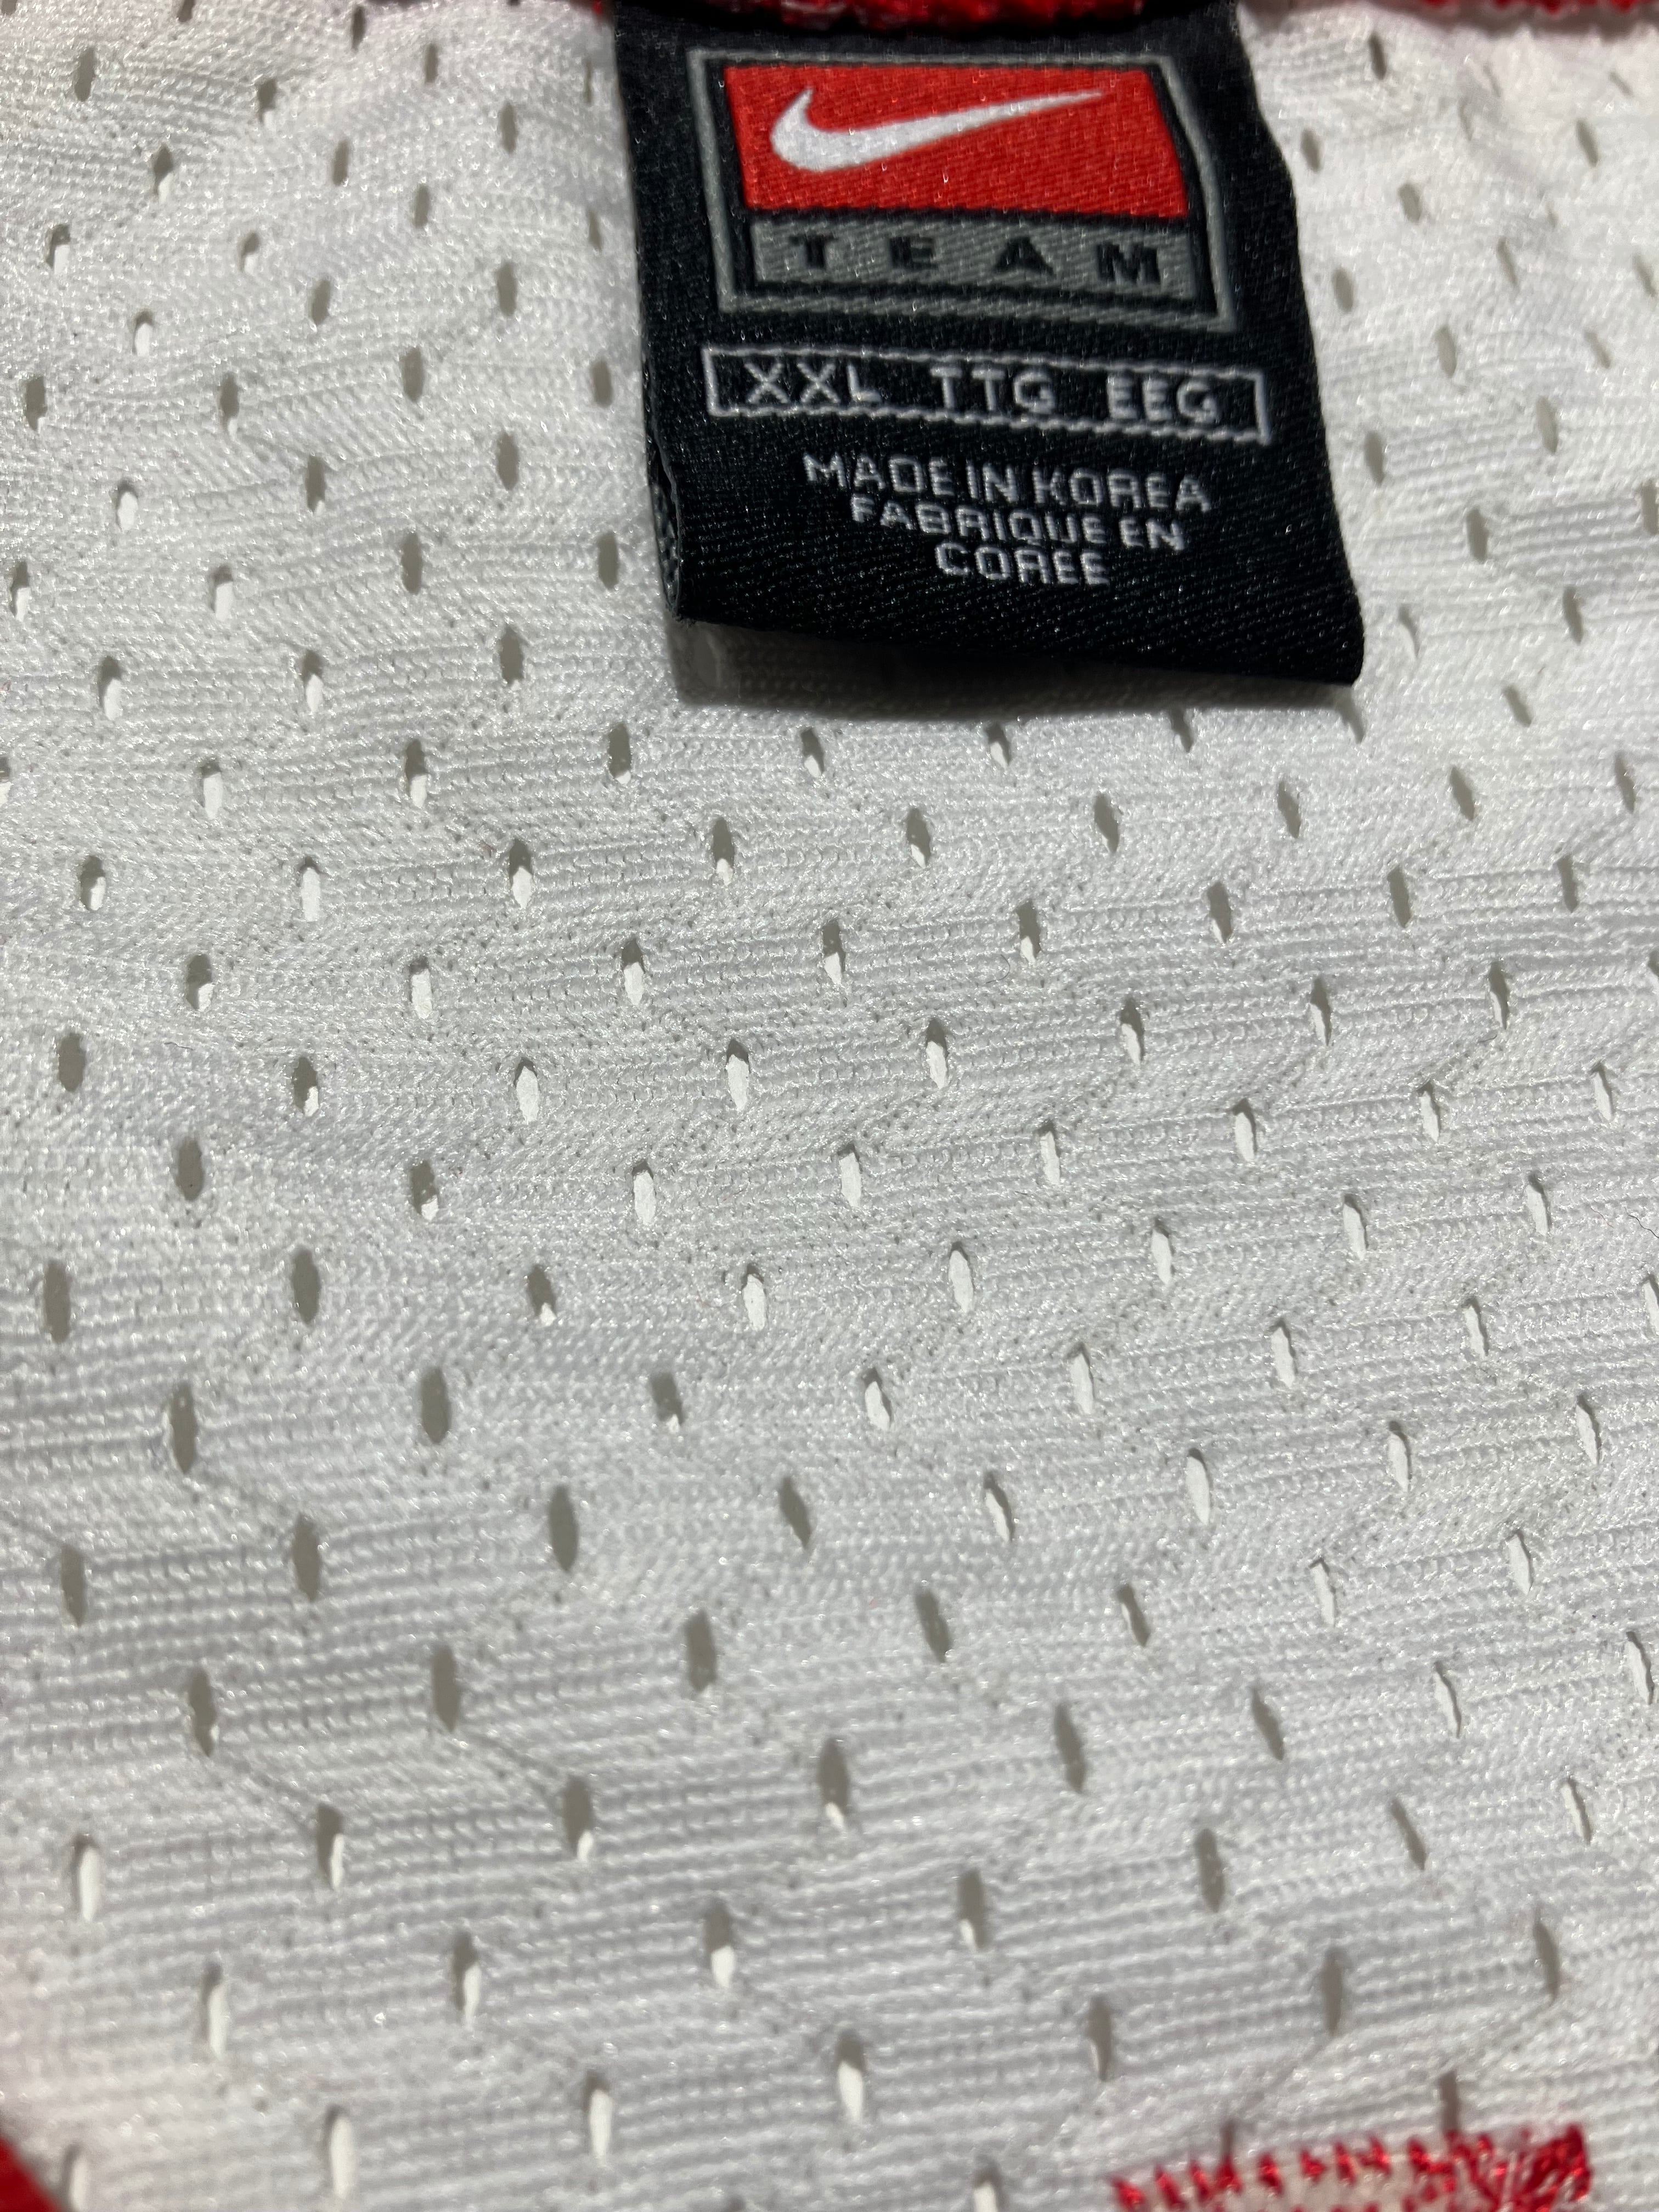 TEAM
XXL TTG EEG
MADE IN KOREA
FABRIQUE EN
COREE